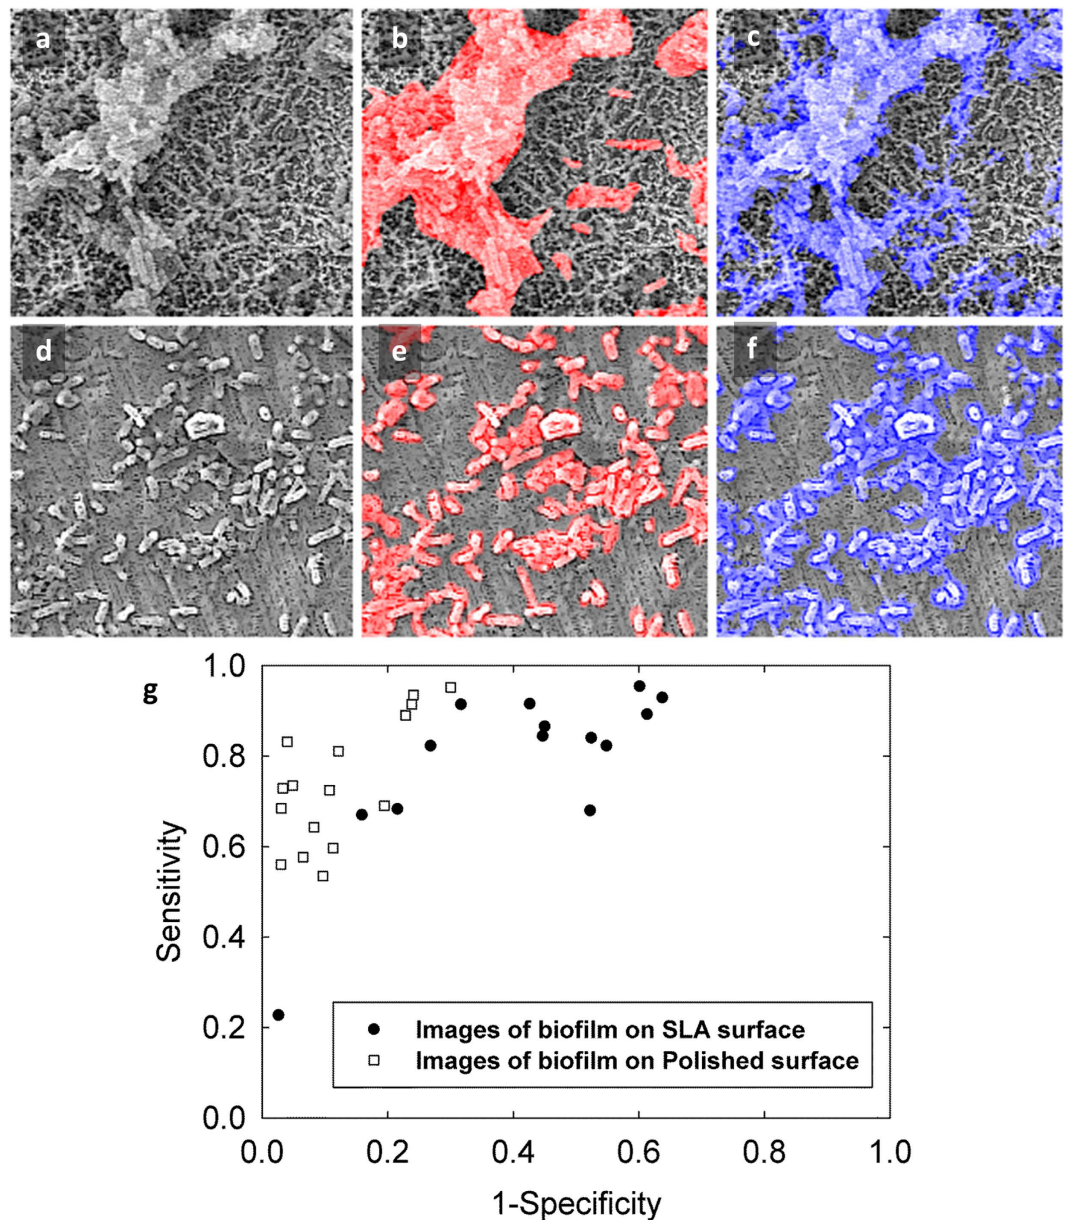 a
b
c
d
e
f
g
1.0
0.8
0.6
0.4
0.2
0.0
Sensitivity
Images of biofilm on SLA surface
Images of biofilm on Polished surface
0.0 0.2 0.4 0.6 0.8 1.0
1-Specificity